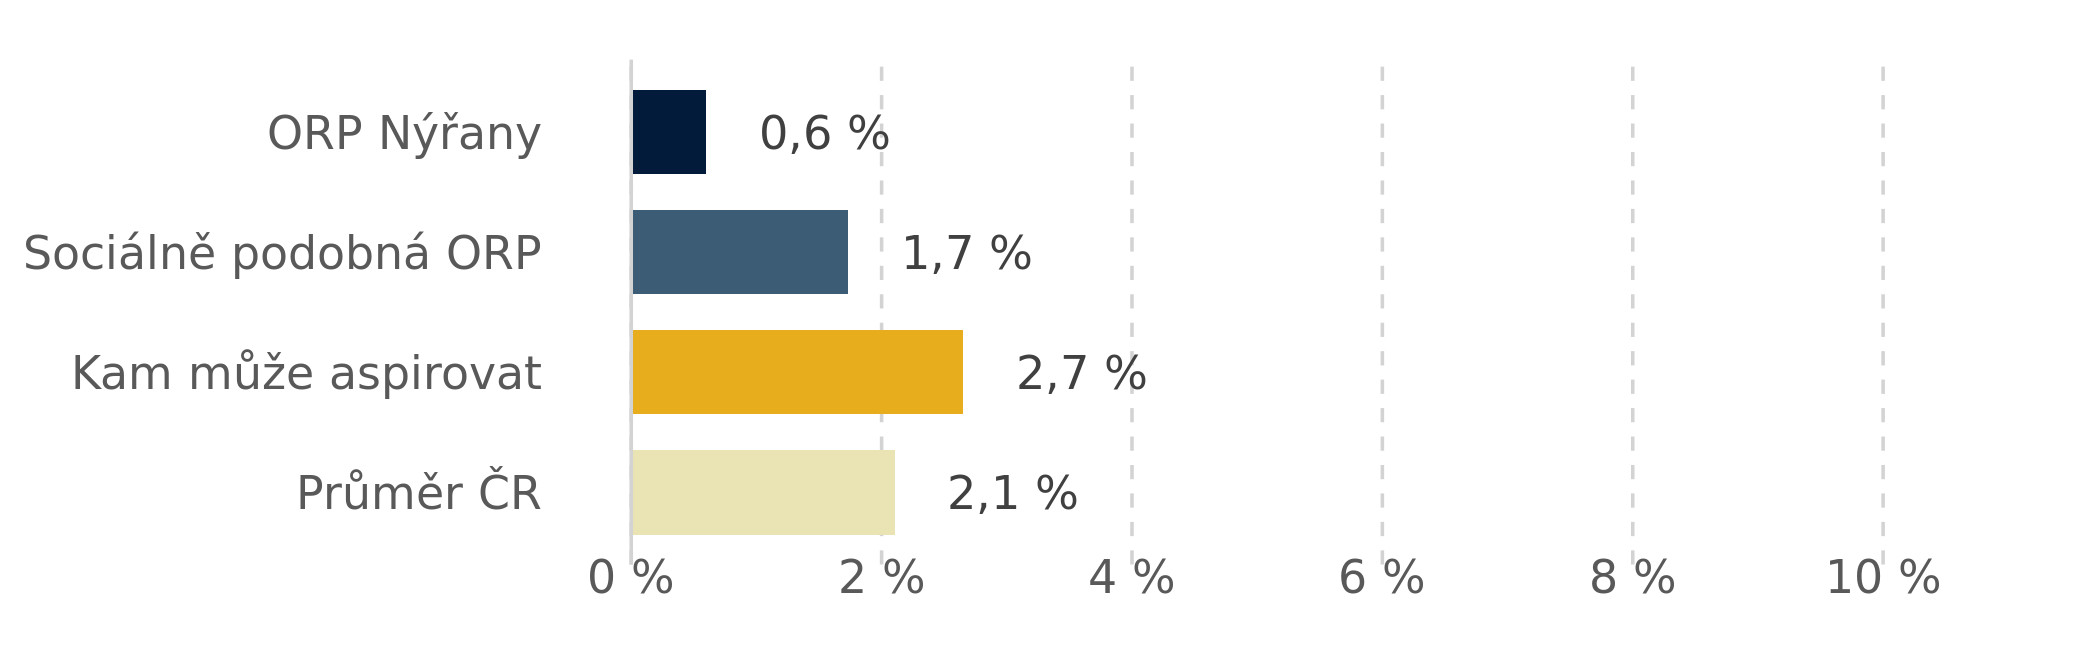 ORP Nýřany 0,6 %
Sociálně podobná ORP 1,7 %
Kam může aspirovat 2,7 %
Průměr ČR 2,1 %
0 % 2 % 4 % 6 % 8 % 10 %